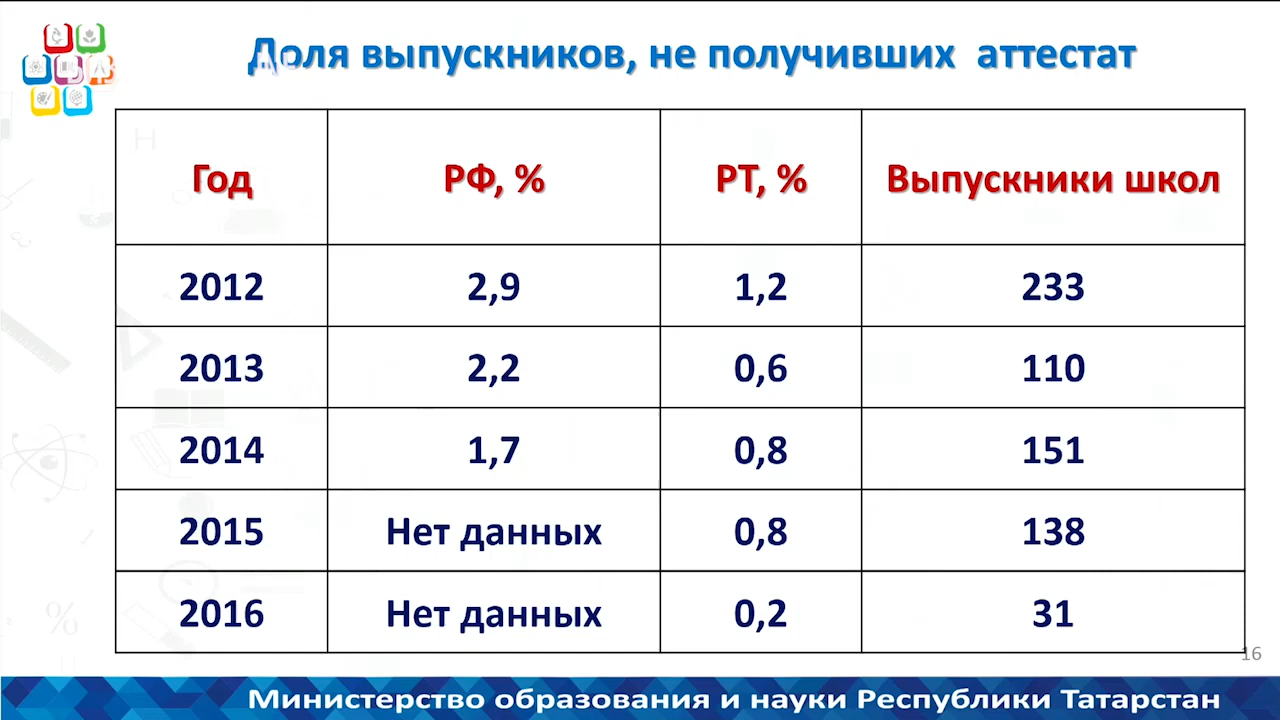 Доля выпускников, не получивших аттестат
Год РФ, % РТ, % Выпускники школ
2012 2,9 1,2 233
2013 2,2 0,6 110
2014 1,7 0,8 151
2015 Нет данных 0,8 138
2016 Нет данных 0,2 31
16
Министерство образования и науки Республики Татарстан